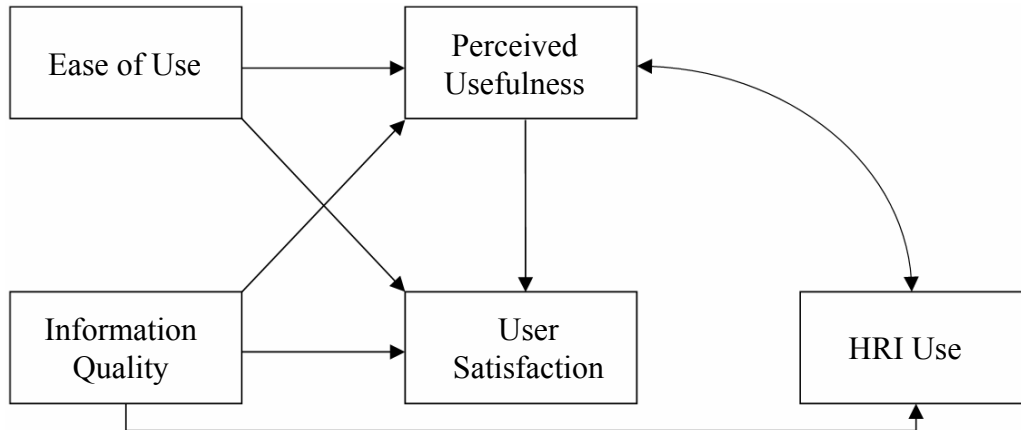 Ease of Use
Perceived
Usefulness
Information
Quality
User
Satisfaction
HRI Use